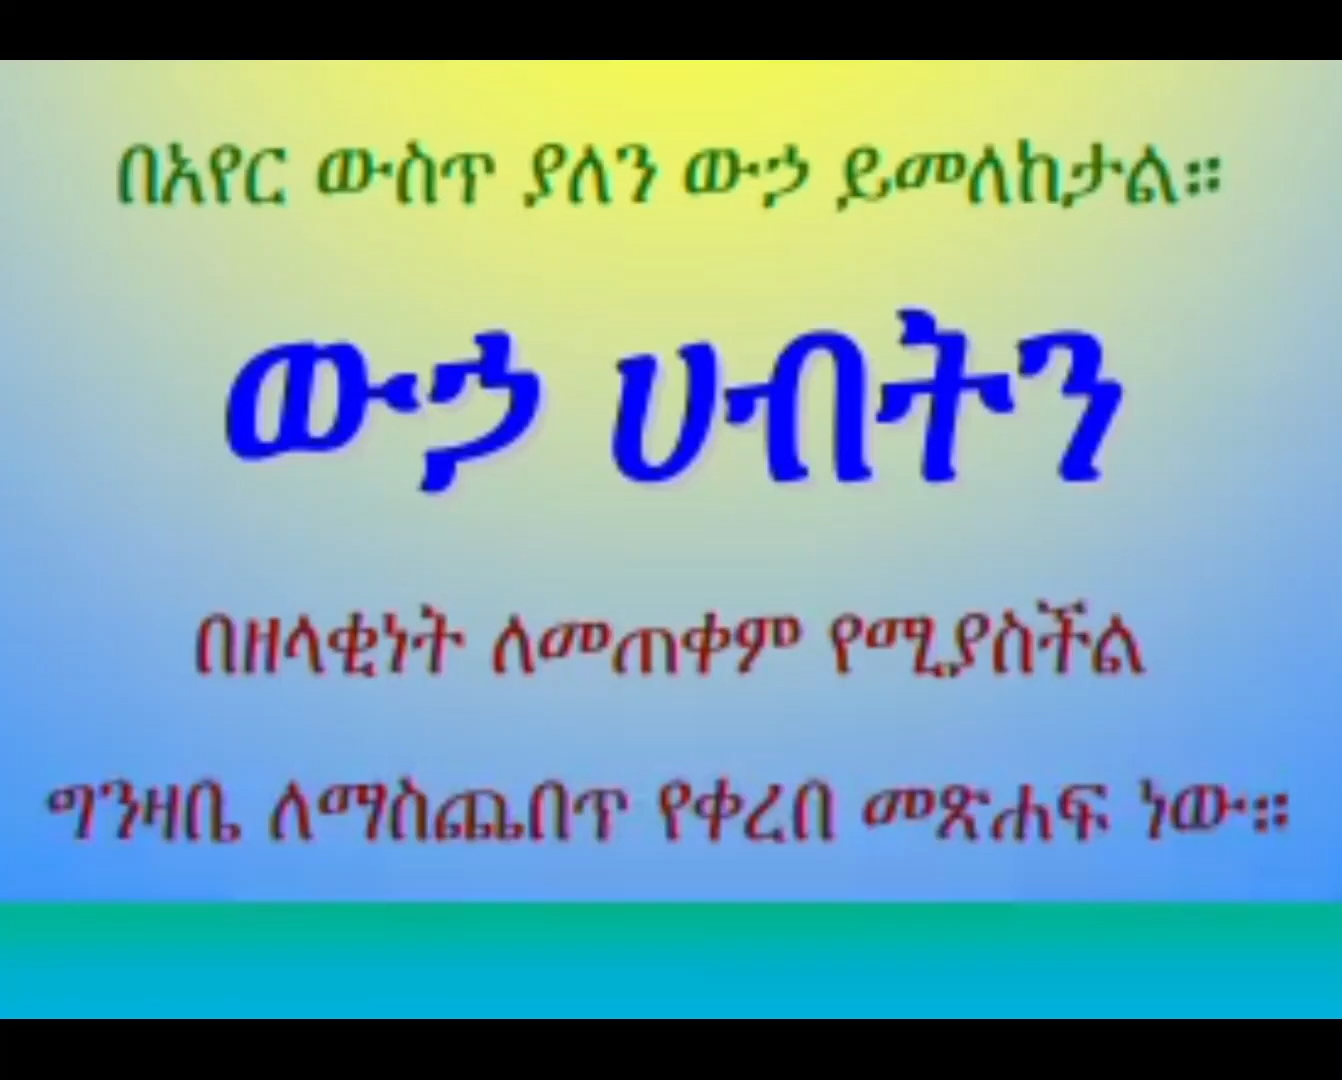 በአየር ውስጥ ያለን ውኃ ይመለከታል።
ውኃ ሀብትን
በዘላቂነት ለመጠቀም የሚያስችል
ግንዛቤ ለማስጨበጥ የቀረበ መጽሐፍ ነው።